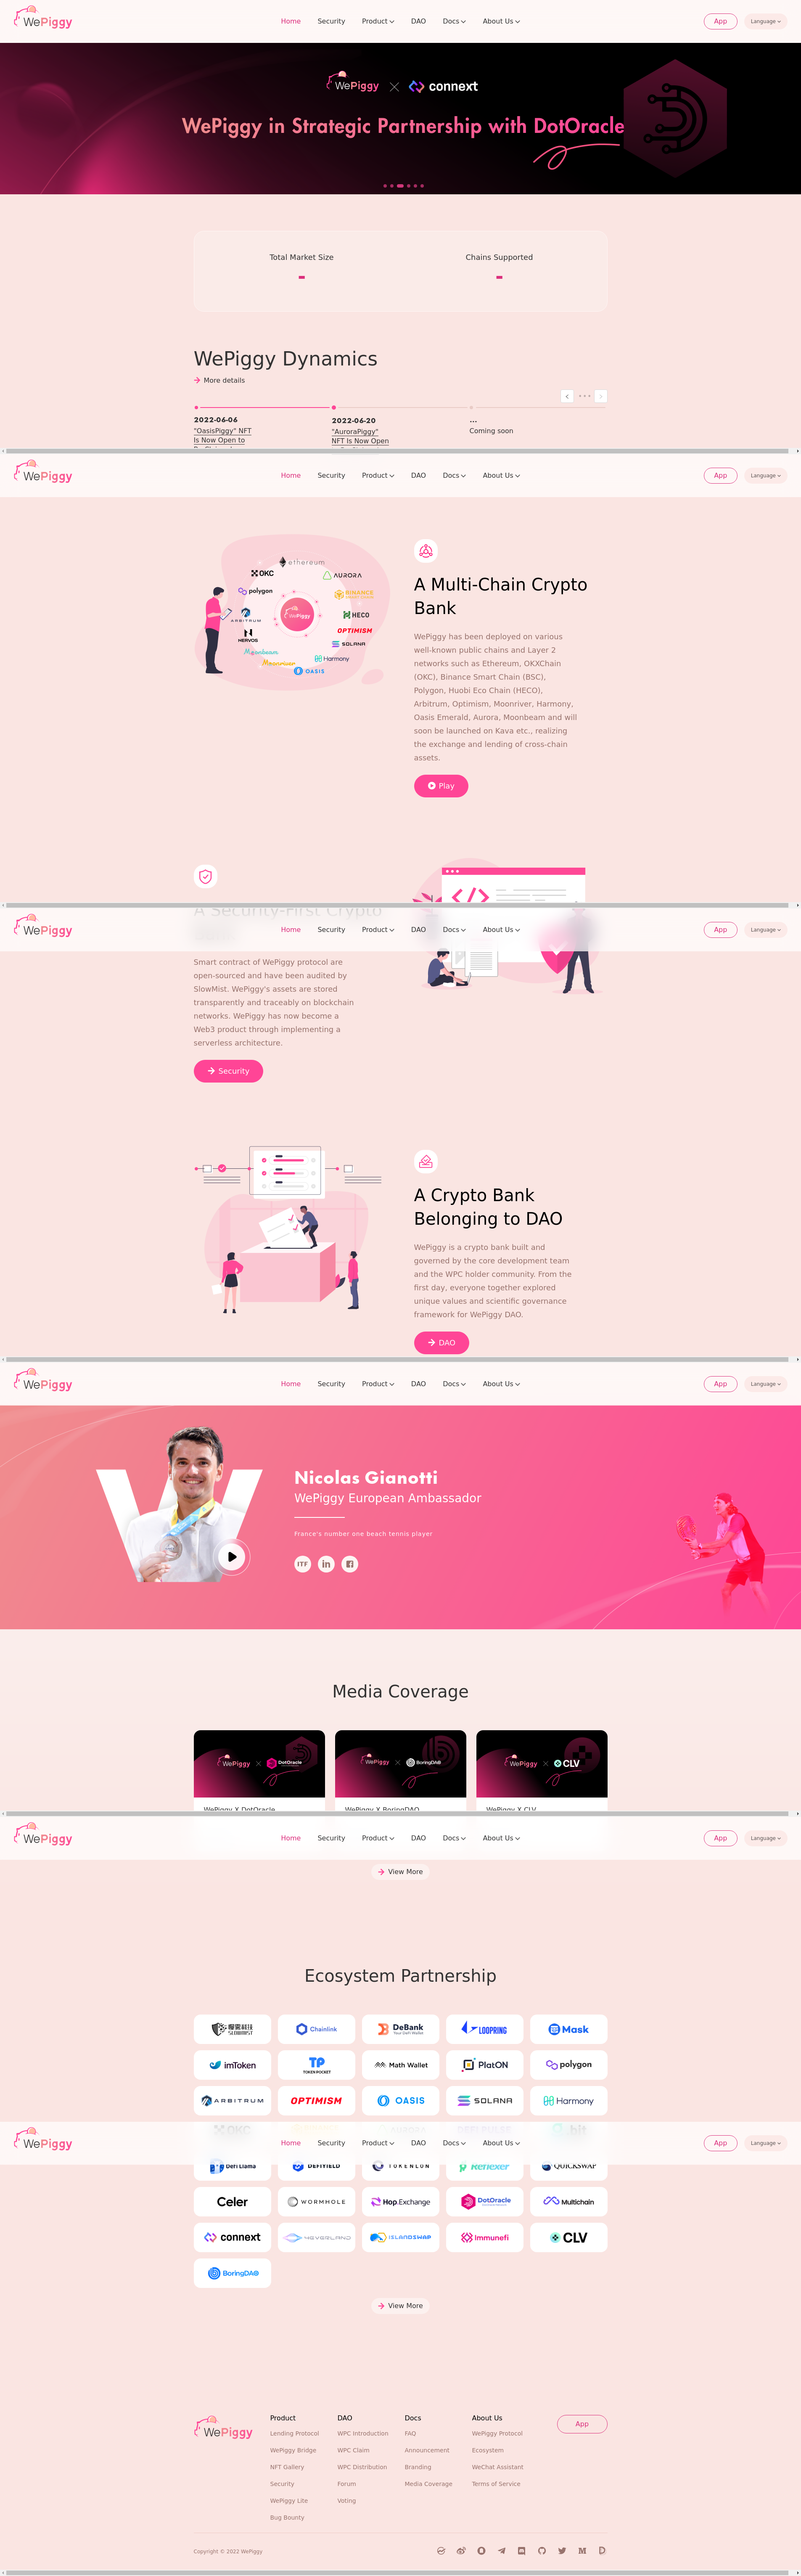 WePiggy
Home Security Product DAO Docs About Us App Language
WePiggy connext
WePiggy in Strategic Partnership with DotOracle
Total Market Size
-
Chains Supported
-
WePiggy Dynamics
More details
2022-06-06
"OasisPiggy" NFT
Is Now Open to
2022-06-20
"AuroraPiggy"
NFT Is Now Open
...
Coming soon
WePiggy
Home Security Product DAO Docs About Us App Language
ethereum
OKC
AURORA
polygon
BINANCE
ARBITRUM
WePiggy
HECO
NERVOS
OPTIMISM
Moonbeam
SOLANA
Moonriver
Harmony
OASIS
A Multi-Chain Crypto
Bank
WePiggy has been deployed on various
well-known public chains and Layer 2
networks such as Ethereum, OKXChain
(OKC), Binance Smart Chain (BSC),
Polygon, Huobi Eco Chain (HECO),
Arbitrum, Optimism, Moonriver, Harmony,
Oasis Emerald, Aurora, Moonbeam and will
soon be launched on Kava etc., realizing
the exchange and lending of cross-chain
assets.
Play
A Security-First Crypto
WePiggy
Home Security Product DAO Docs About Us App Language
Smart contract of WePiggy protocol are
open-sourced and have been audited by
SlowMist. WePiggy's assets are stored
transparently and traceably on blockchain
networks. WePiggy has now become a
Web3 product through implementing a
serverless architecture.
Security
A Crypto Bank
Belonging to DAO
WePiggy is a crypto bank built and
governed by the core development team
and the WPC holder community. From the
first day, everyone together explored
unique values and scientific governance
framework for WePiggy DAO.
DAO
WePiggy
Home Security Product DAO Docs About Us App Language
Nicolas Gianotti
WePiggy European Ambassador
France's number one beach tennis player
ITF in
Media Coverage
WePiggy DotOracle
WePiggy BoringDAO
WePiggy CLV
WePiggy X DotOracle
WePiggy X BoringDAO
WePiggy X CLV
WePiggy
Home Security Product DAO Docs About Us App Language
View More
Ecosystem Partnership
慢雾科技 SLOWMIST Chainlink DeBank Your DeFi Wallet LOOPRING Mask
imToken TP TOKEN POCKET Math Wallet PlatON polygon
ARBITRUM OPTIMISM OASIS SOLANA Harmony
WePiggy
Home Security Product DAO Docs About Us App Language
DefiLlama DEFIYIELD TOKENLON Reflexer QUICKSWAP
Celer WORMHOLE Hop.Exchange DotOracle Multichain
connext 4EVERLAND ISLANDSWAP Immunefi CLV
BoringDAO
View More
WePiggy
Product
Lending Protocol
WePiggy Bridge
NFT Gallery
Security
WePiggy Lite
Bug Bounty
DAO
WPC Introduction
WPC Claim
WPC Distribution
Forum
Voting
Docs
FAQ
Announcement
Branding
Media Coverage
About Us
WePiggy Protocol
Ecosystem
WeChat Assistant
Terms of Service
App
Copyright © 2022 WePiggy